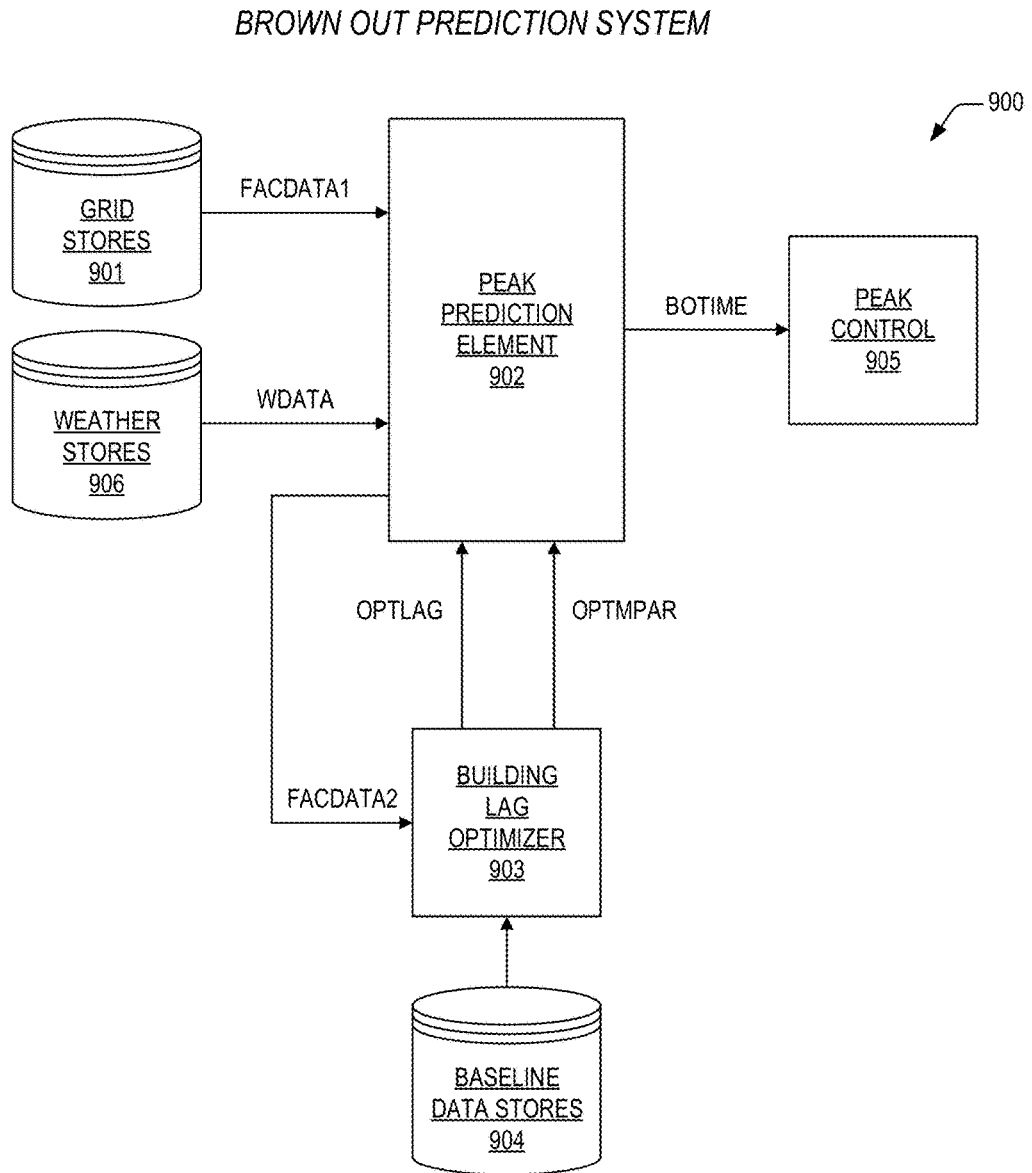 BROWN OUT PREDICTION SYSTEM
900
GRID
STORES
901
FACDATA1
PEAK
PREDICTION
ELEMENT
902
BOTIME
PEAK
CONTROL
905
WEATHER
STORES
906
WDATA
OPTLAG
OPTMPAR
FACDATA2
BUILDING
LAG
OPTIMIZER
903
BASELINE
DATA STORES
904